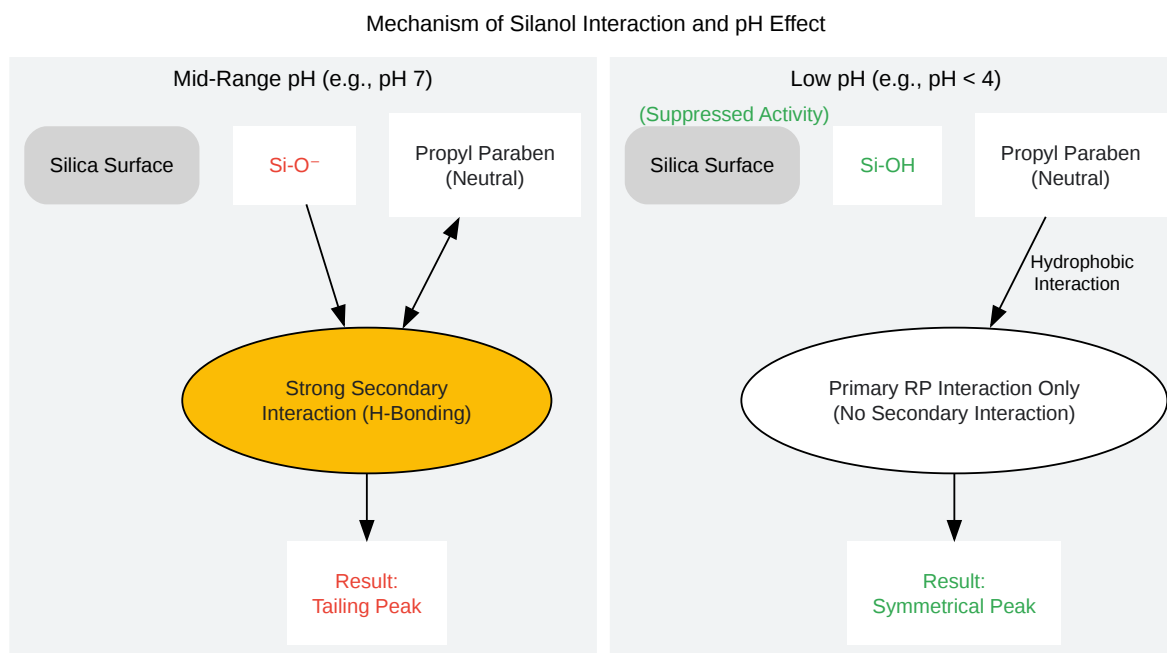 Mechanism of Silanol Interaction and pH Effect
Mid-Range pH (e.g., pH 7)
Silica Surface
Si-O⁻
Propyl Paraben
(Neutral)
Strong Secondary
Interaction (H-Bonding)
Result:
Tailing Peak
Low pH (e.g., pH < 4)
(Suppressed Activity)
Silica Surface
Si-OH
Propyl Paraben
(Neutral)
Hydrophobic
Interaction
Primary RP Interaction Only
(No Secondary Interaction)
Result:
Symmetrical Peak